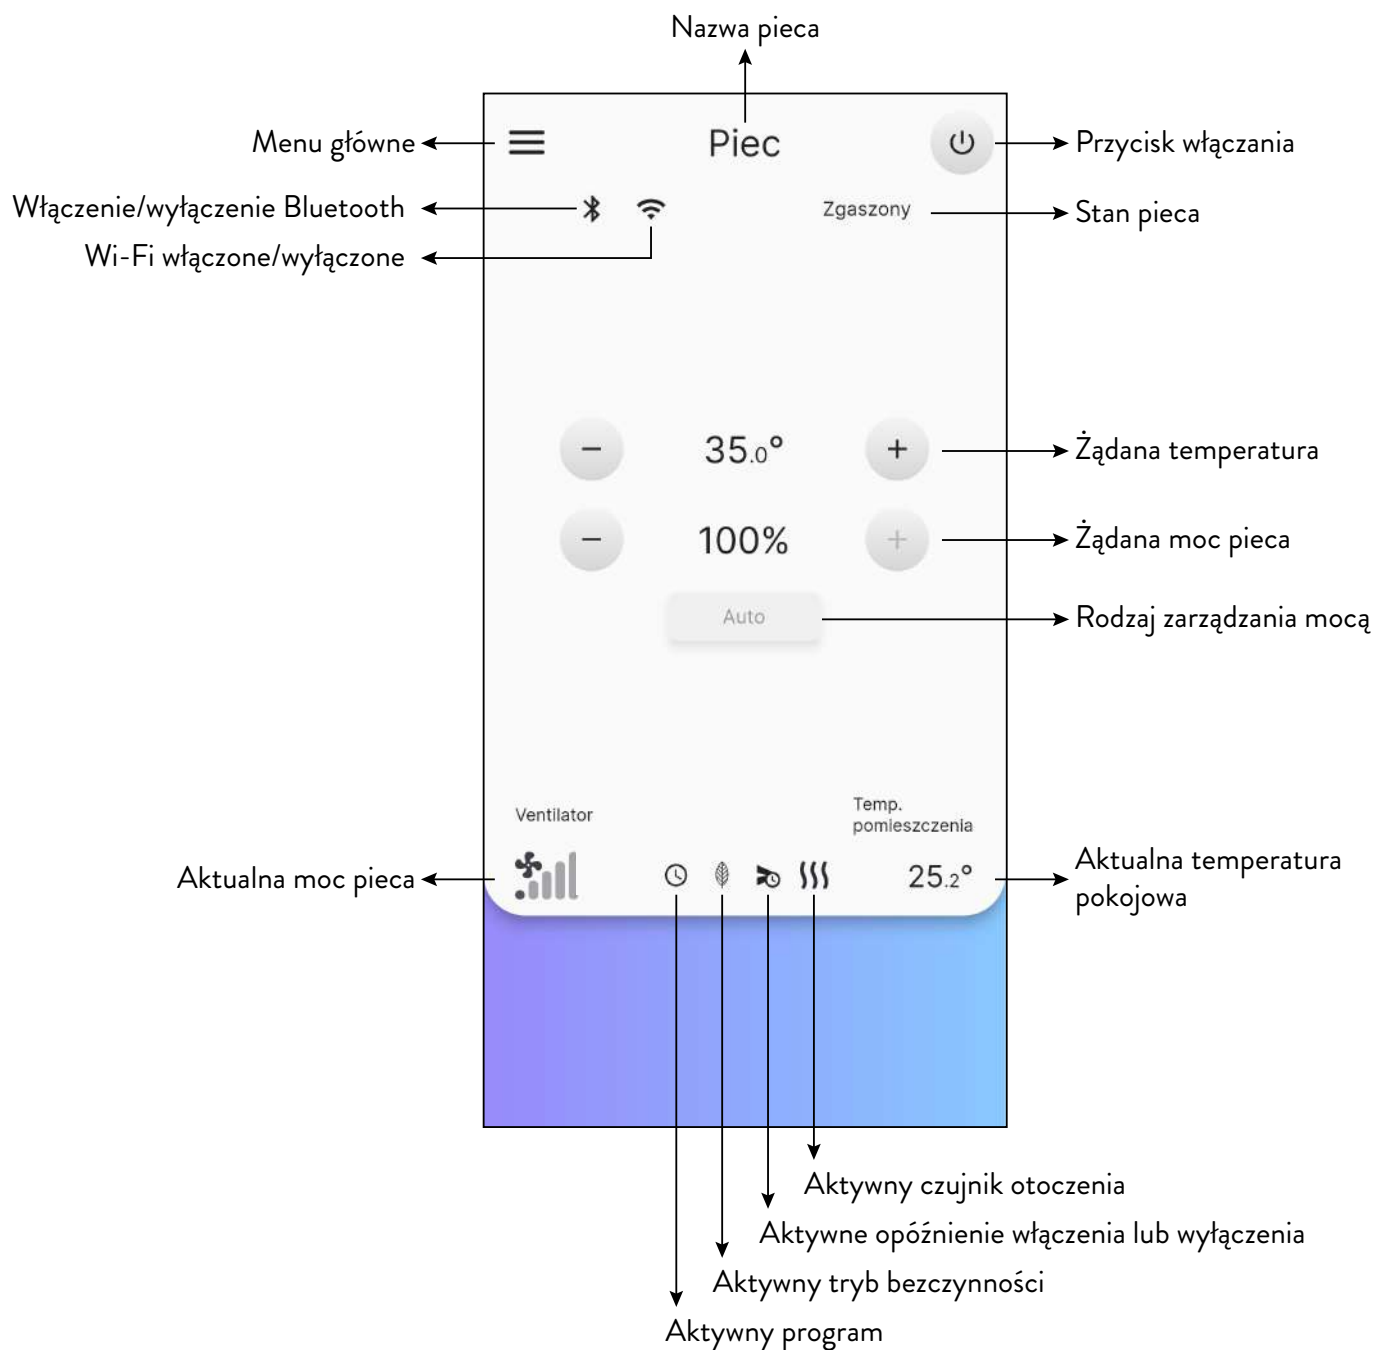 Nazwa pieca
Menu główne
Piec
Przycisk włączania
Włączenie/wyłączenie Bluetooth
Zgaszony
Stan pieca
Wi-Fi włączone/wyłączone
− 35.0° +
Żądana temperatura
− 100% +
Żądana moc pieca
Auto
Rodzaj zarządzania mocą
Ventilator
Temp.
pomieszczenia
Aktualna moc pieca
25.2°
Aktualna temperatura
pokojowa
Aktywny czujnik otoczenia
Aktywne opóźnienie włączenia lub wyłączenia
Aktywny tryb bezczynności
Aktywny program